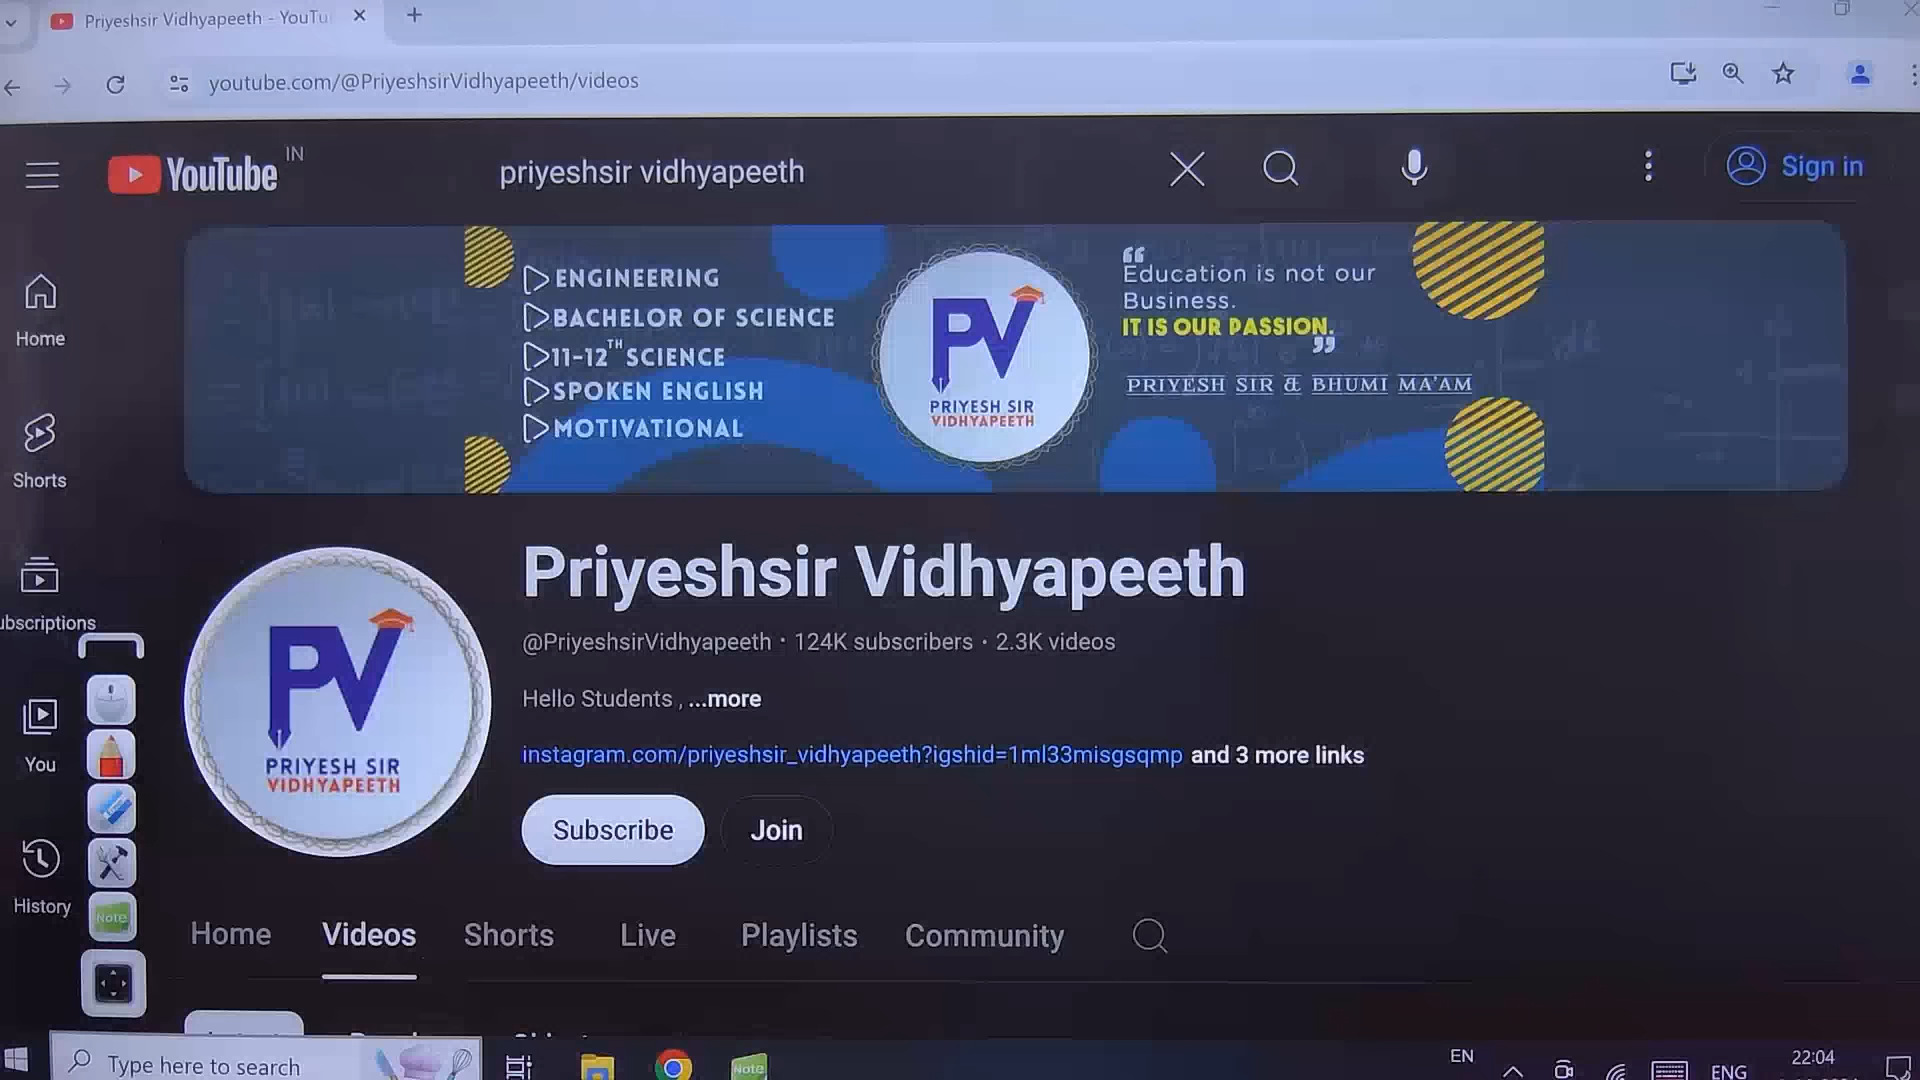 Priyeshsir Vidhyapeeth - YouTu
youtube.com/@PriyeshsirVidhyapeeth/videos
YouTube IN
priyeshsir vidhyapeeth
Sign in
ENGINEERING
BACHELOR OF SCIENCE
11-12TH SCIENCE
SPOKEN ENGLISH
MOTIVATIONAL
PV
PRIYESH SIR
VIDHYAPEETH
“
Education is not our
Business.
IT IS OUR PASSION.
”
PRIYESH SIR & BHUMI MA'AM
Home
Shorts
ubscriptions
You
History
PV
PRIYESH SIR
VIDHYAPEETH
Priyeshsir Vidhyapeeth
@PriyeshsirVidhyapeeth · 124K subscribers · 2.3K videos
Hello Students , ...more
instagram.com/priyeshsir_vidhyapeeth?igshid=1ml33misgsqmp and 3 more links
Subscribe
Join
Note
Home
Videos
Shorts
Live
Playlists
Community
Type here to search
Note
EN
ENG
22:04